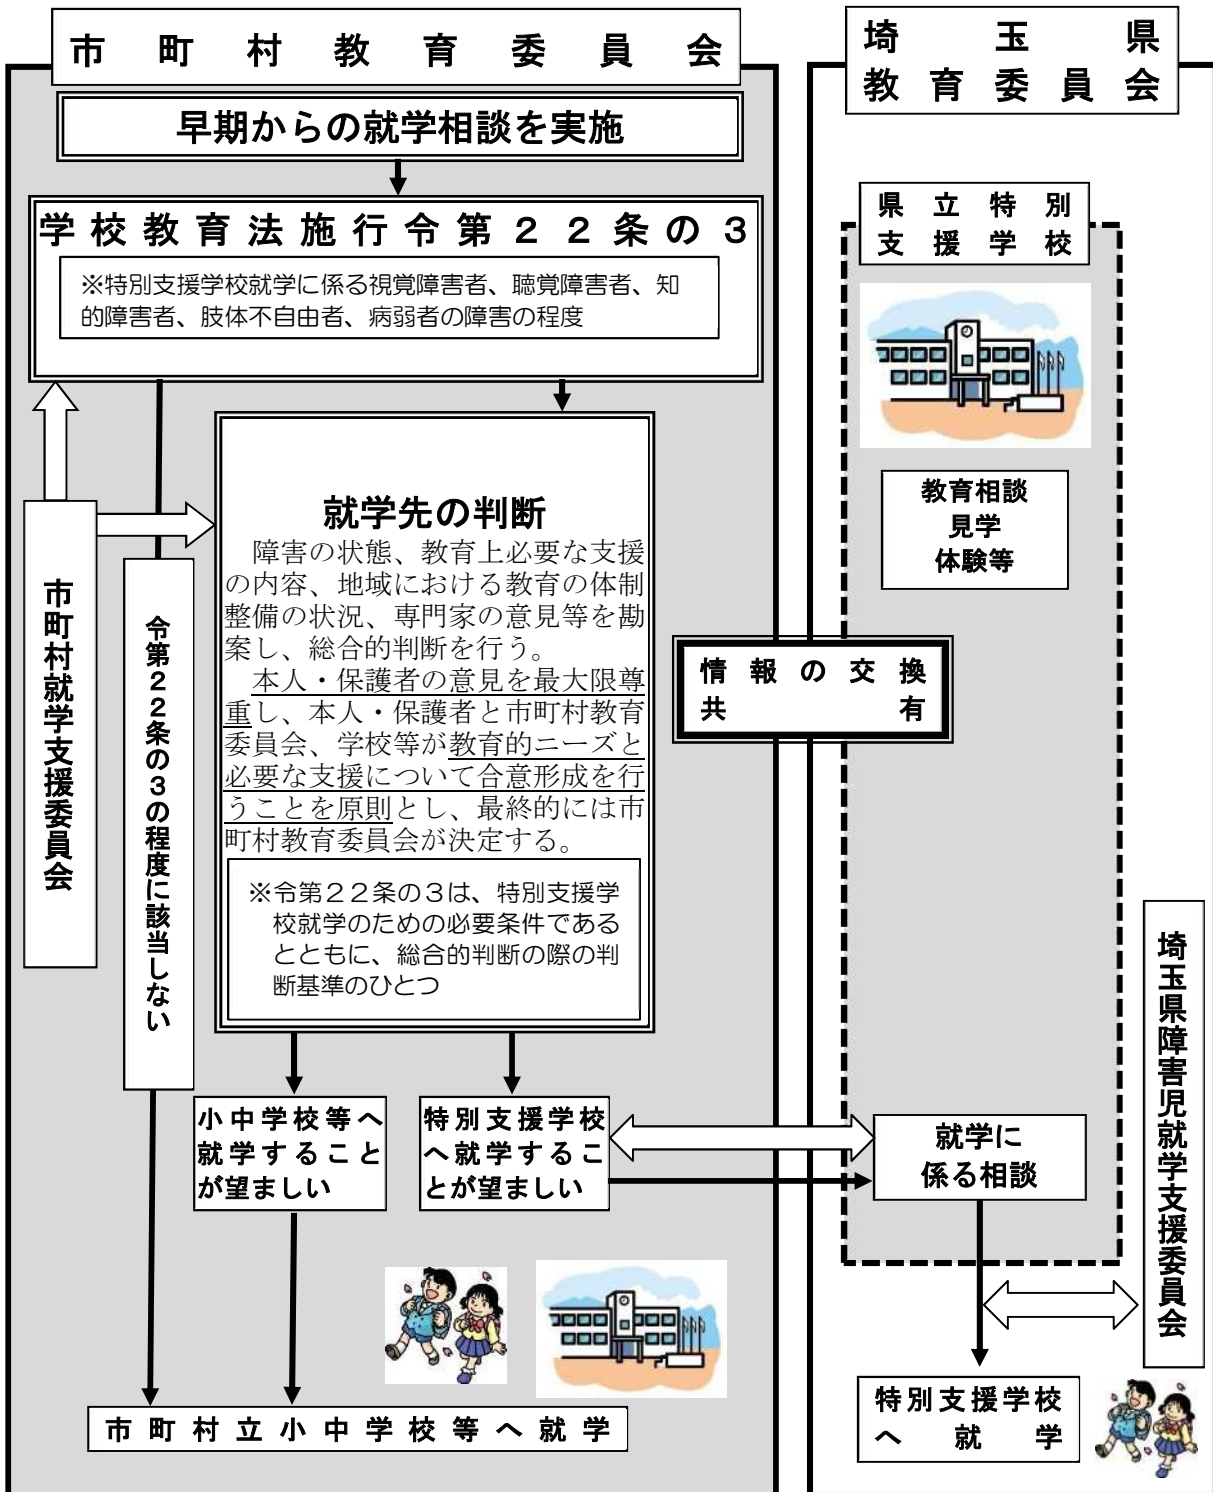 市町村教育委員会
早期からの就学相談を実施
学校教育法施行令第２２条の３
※特別支援学校就学に係る視覚障害者、聴覚障害者、知
的障害者、肢体不自由者、病弱者の障害の程度
市町村就学支援委員会
令第２２条の３の程度に該当しない
就学先の判断
障害の状態、教育上必要な支援
の内容、地域における教育の体制
整備の状況、専門家の意見等を勘
案し、総合的判断を行う。
本人・保護者の意見を最大限尊
重し、本人・保護者と市町村教育
委員会、学校等が教育的ニーズと
必要な支援について合意形成を行
うことを原則とし、最終的には市
町村教育委員会が決定する。
※令第２２条の３は、特別支援学
校就学のための必要条件である
とともに、総合的判断の際の判
断基準のひとつ
小中学校等へ
就学すること
が望ましい
特別支援学校
へ就学するこ
とが望ましい
市町村立小中学校等へ就学
情報の交換
共有
埼玉県
教育委員会
県立特別
支援学校
教育相談
見学
体験等
就学に
係る相談
埼玉県障害児就学支援委員会
特別支援学校
へ就学